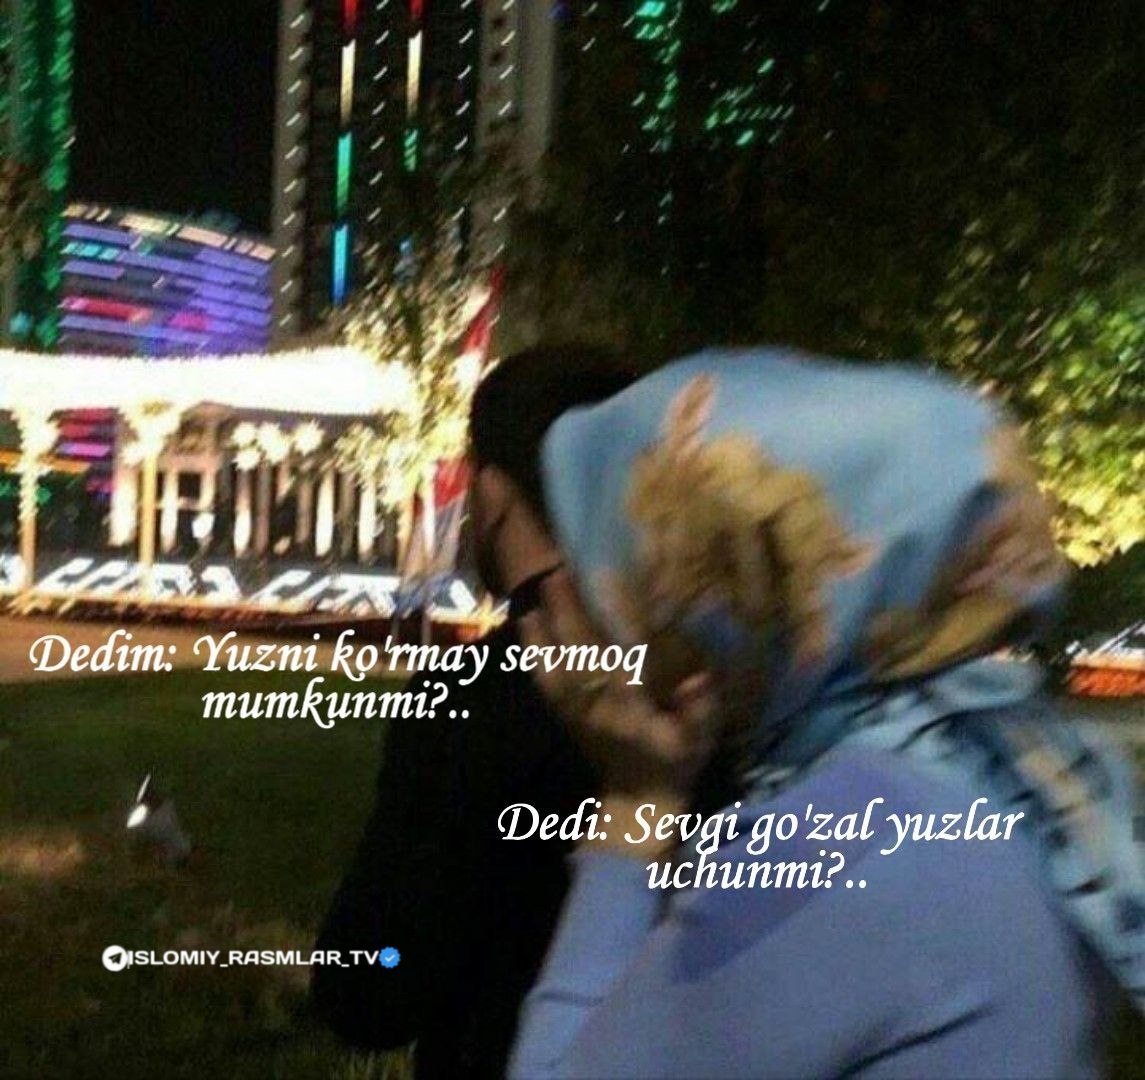 Dedim: Yuzni ko'rmay sevmoq
mumkunmi?..
Dedi: Sevgi go'zal yuzlar
uchunmi?..
ISLOMIY_RASMLAR_TV